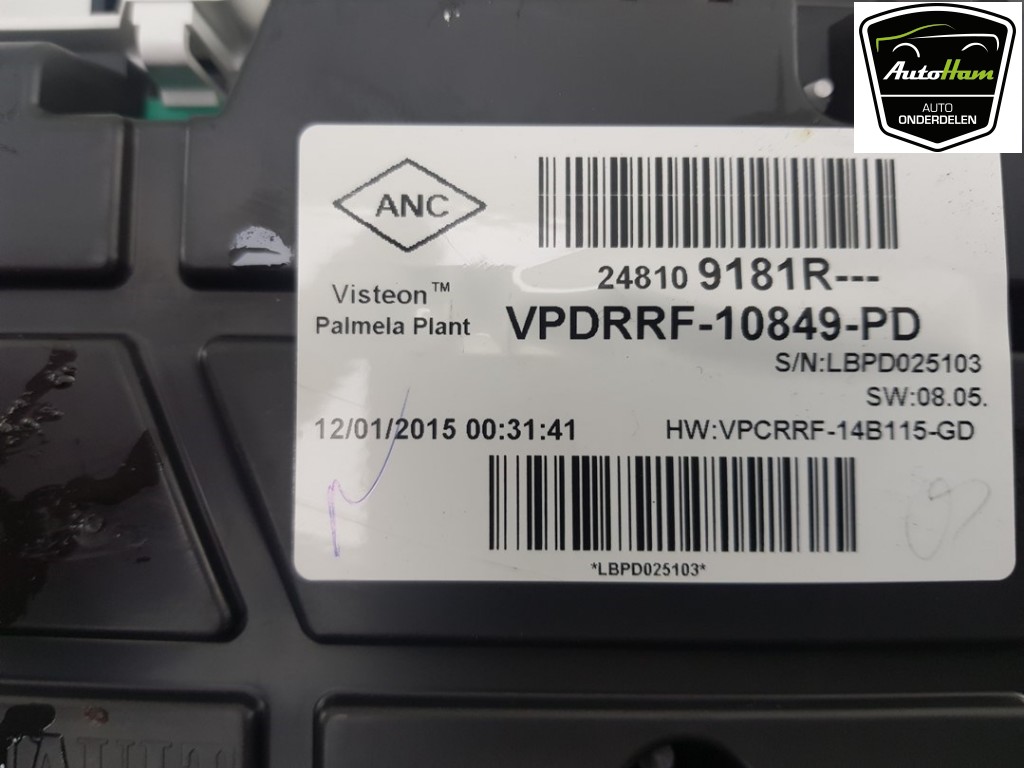 AutoHam
AUTO
ONDERDELEN
ANC
Visteon™
Palmela Plant
24810 9181R---
VPDRRF-10849-PD
S/N:LBPD025103
SW:08.05.
12/01/2015 00:31:41
HW:VPCRRF-14B115-GD
*LBPD025103*